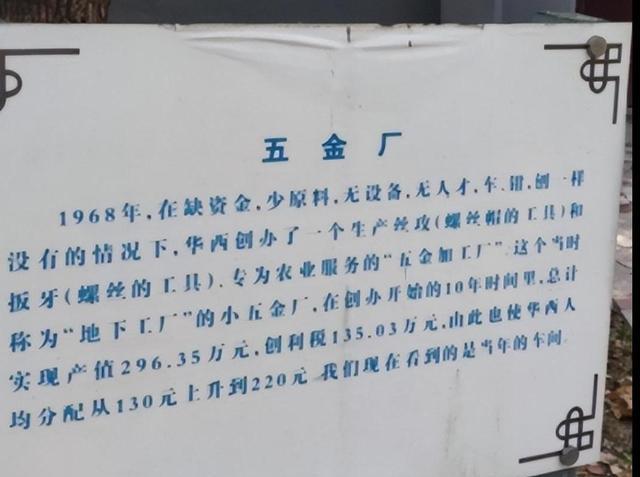 五金厂
1968年,在缺资金,少原料,无设备,无人才,车、钳,刨一样
没有的情况下,华西创办了一个生产丝攻(螺丝帽的工具)和
扳牙(螺丝的工具).专为农业服务的“五金加工厂”.这个当时
称为“地下工厂”的小五金厂,在创办开始的10年时间里,总计
实现产值296.35万元,创利税135.03万元,由此也使华西人
均分配从130元上升到220元.我们现在看到的是当年的车间.